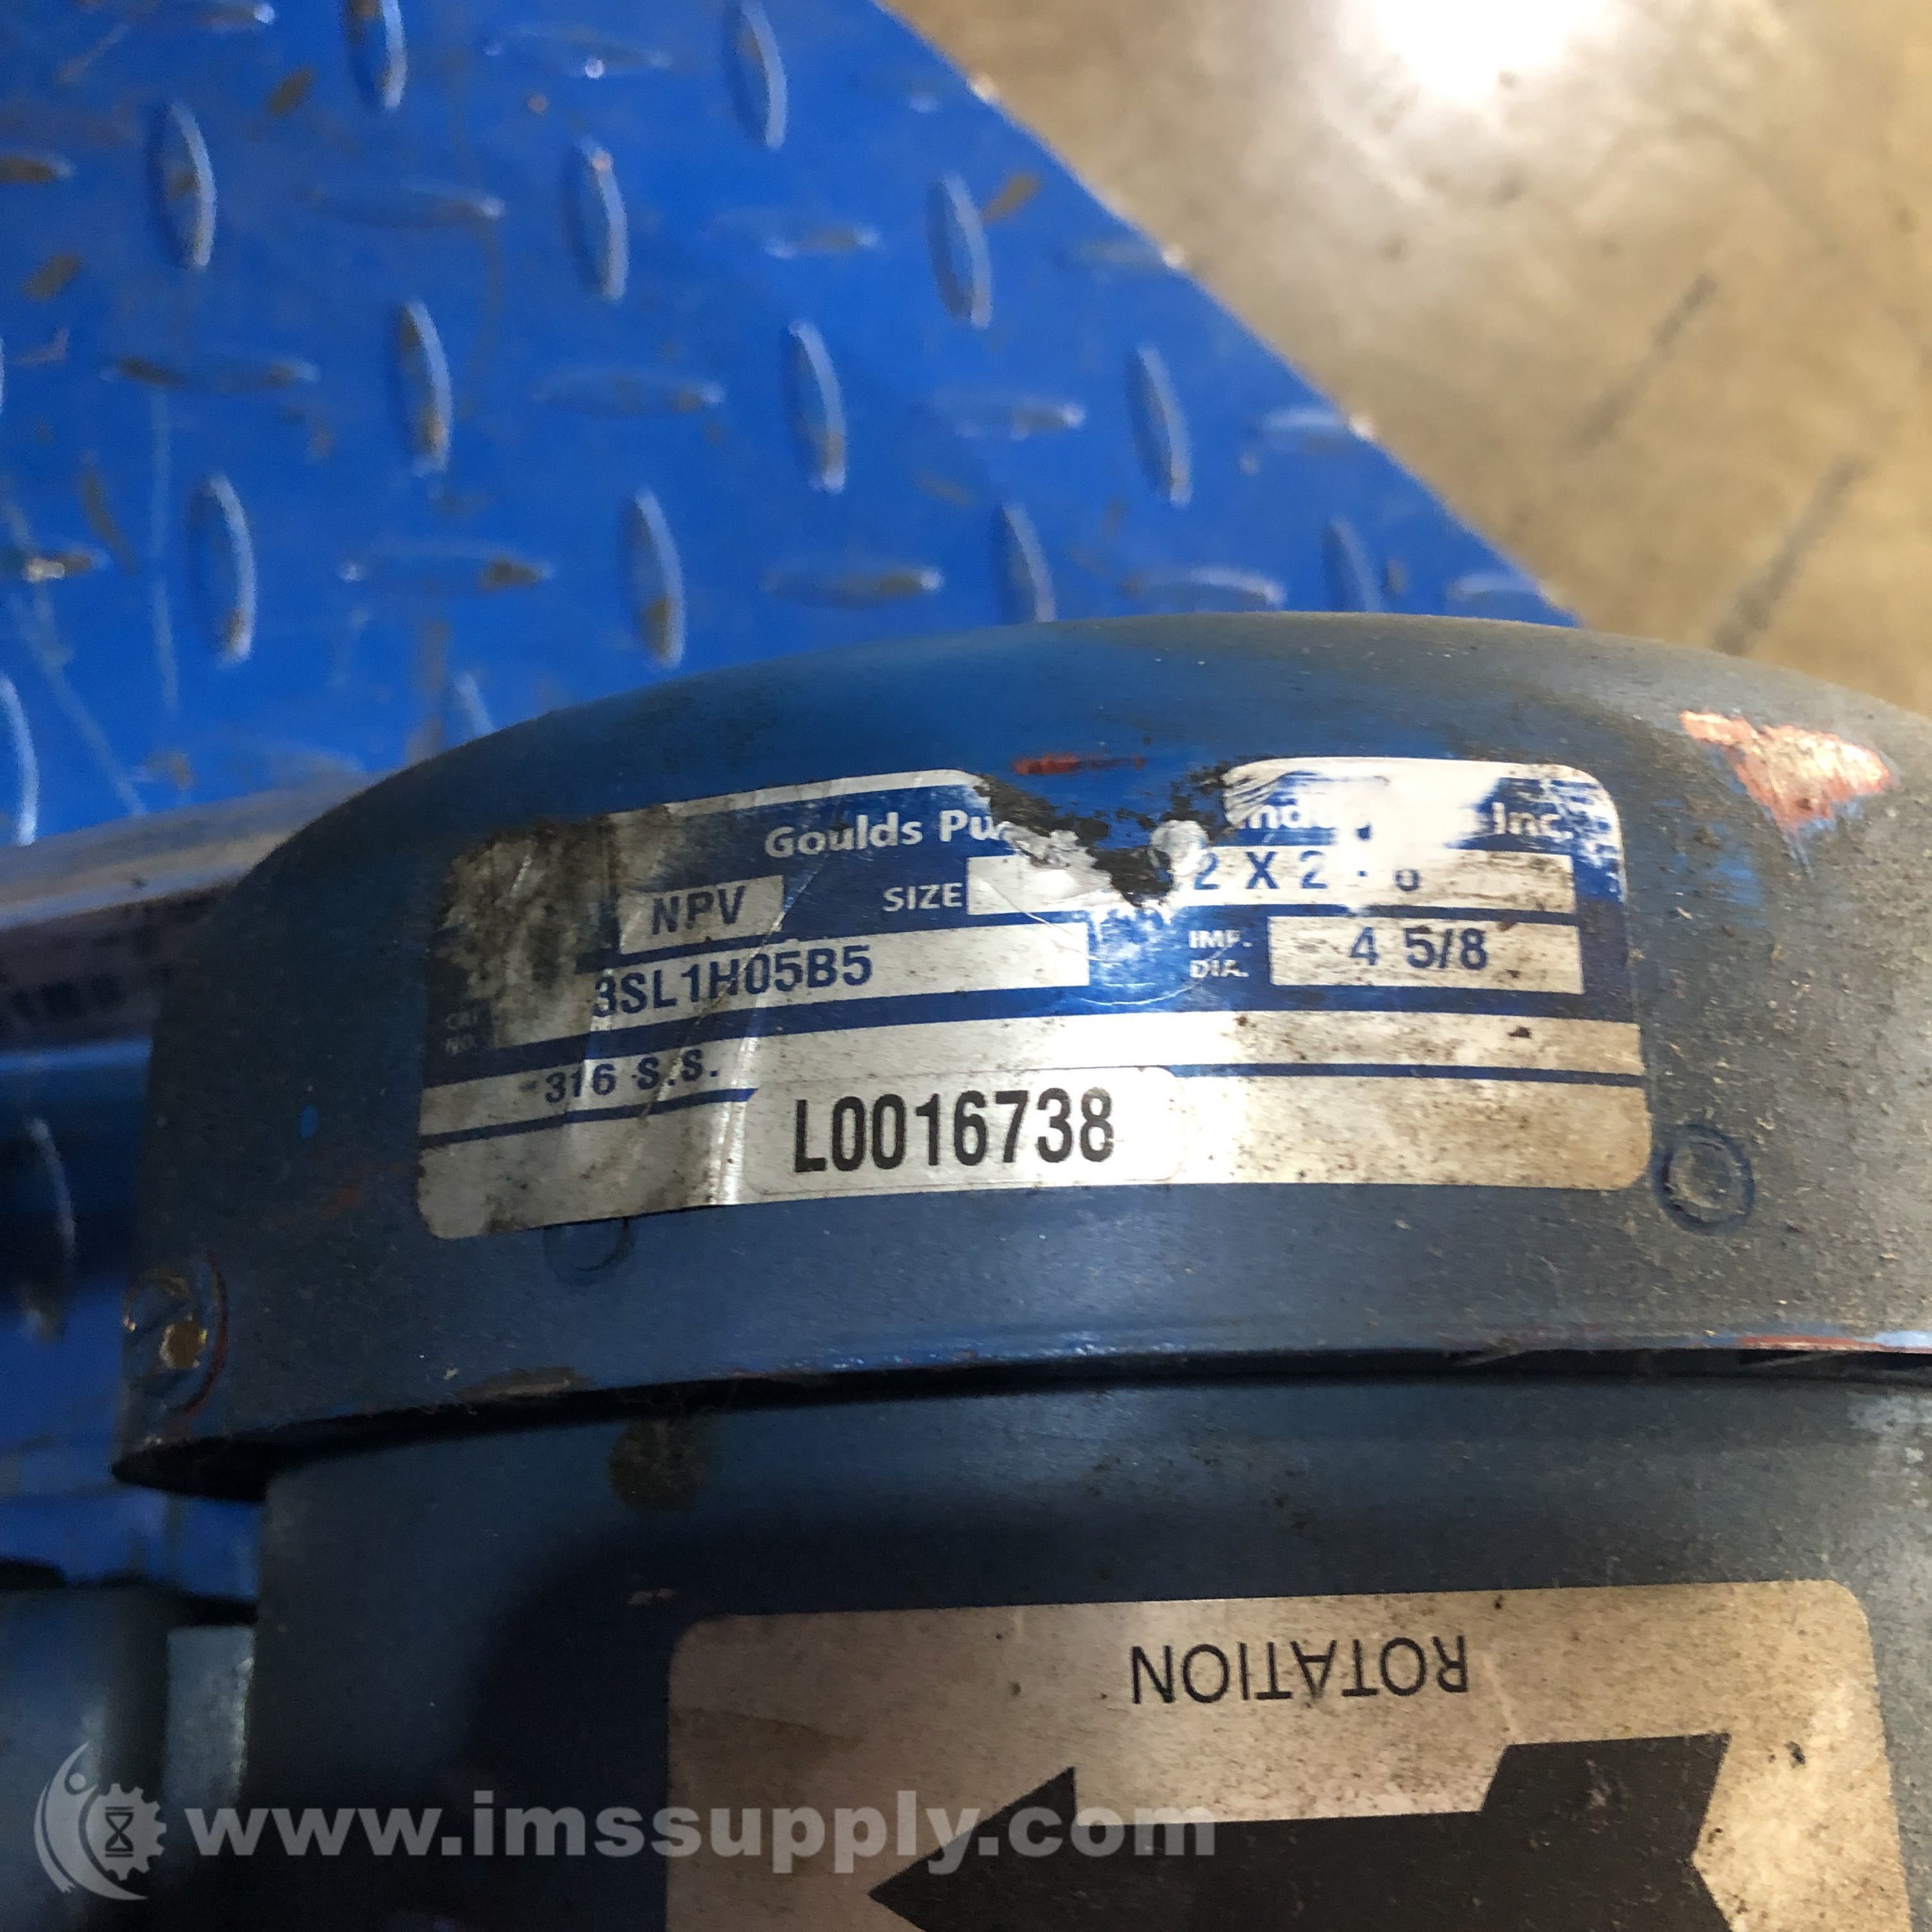 Goulds Inc.
NPV SIZE 2 X 2 -
CAT NO. 3SL1H05B5 IMP. DIA. 4 5/8
316 S.S.
L0016738
ROTATION
www.imssupply.com